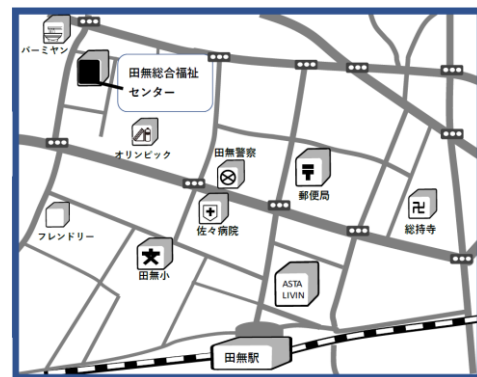 バーミヤン
田無総合福祉
センター
オリンピック
田無警察
郵便局
フレンドリー
佐々病院
総持寺
田無小
ASTA
LIVIN
田無駅